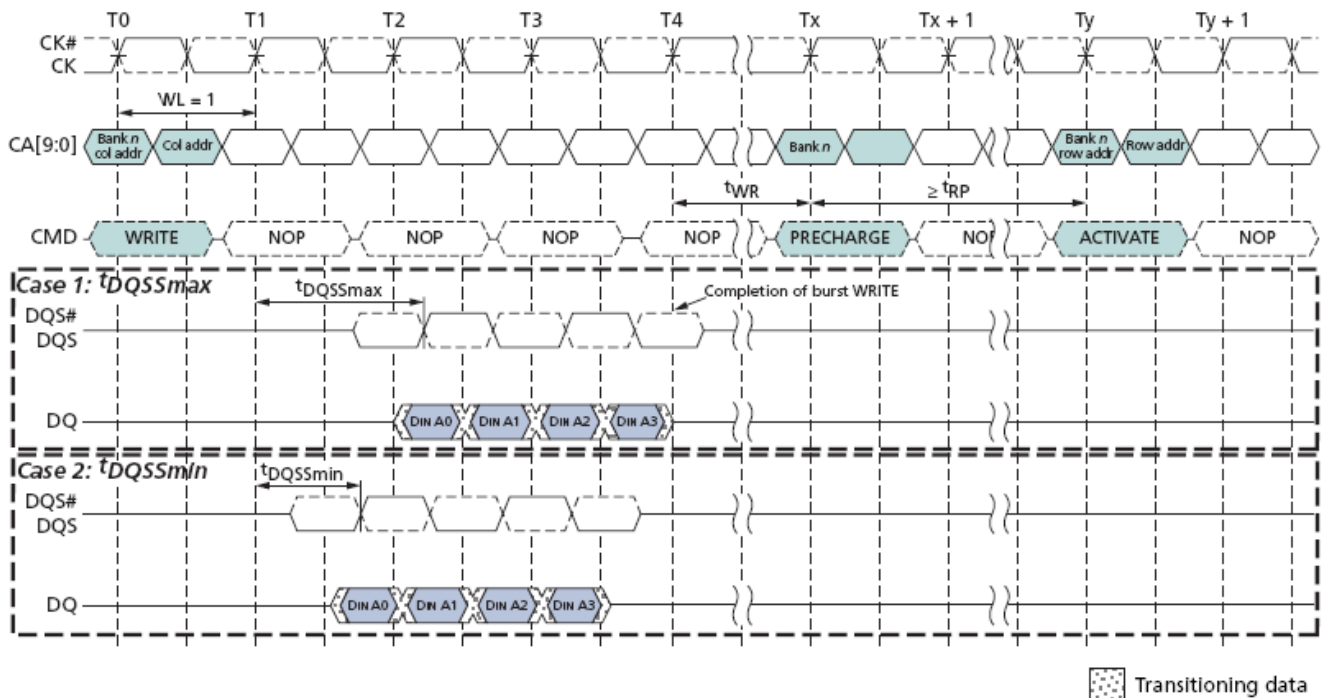 T0 T1 T2 T3 T4 Tx Tx + 1 Ty Ty + 1
CK#
CK
WL = 1
CA[9:0] Bank n col addr Col addr Bank n Bank n row addr Row addr
tWR ≥ tRP
CMD WRITE NOP NOP NOP NOP PRECHARGE NOP ACTIVATE NOP
Case 1: tDQSSmax
tDQSSmax
Completion of burst WRITE
DQS#
DQS
DQ DIN A0 DIN A1 DIN A2 DIN A3
Case 2: tDQSSmin
tDQSSmin
DQS#
DQS
DQ DIN A0 DIN A1 DIN A2 DIN A3
Transitioning data